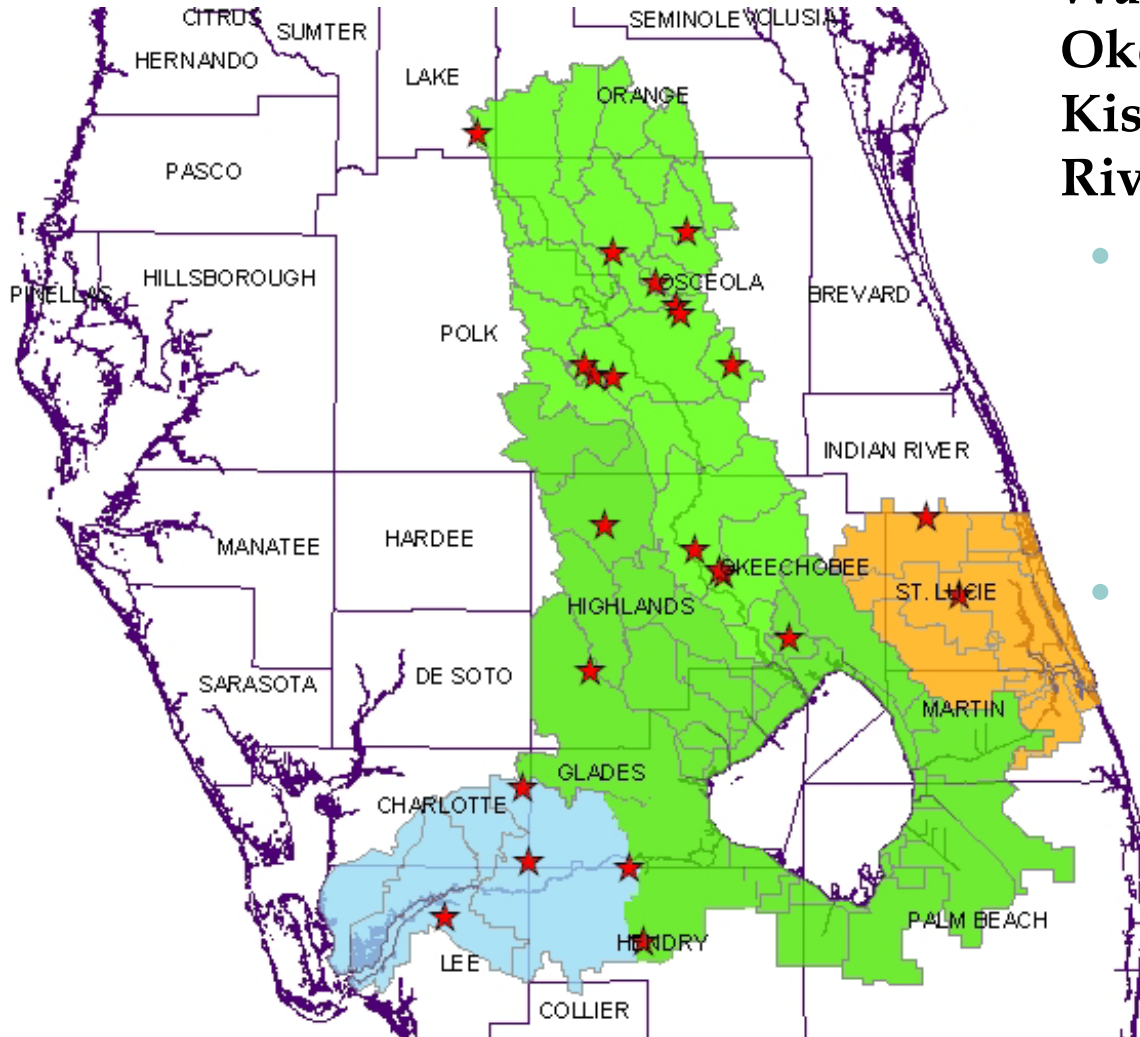 CITRUS
SUMTER
SEMINOLE
VOLUSIA
HERNANDO
LAKE
ORANGE
PASCO
HILLSBOROUGH
PINELLAS
OSCEOLA
BREVARD
POLK
INDIAN RIVER
MANATEE
HARDEE
OKEECHOBEE
ST. LUCIE
HIGHLANDS
SARASOTA
DE SOTO
MARTIN
GLADES
CHARLOTTE
PALM BEACH
HENDRY
LEE
COLLIER
Ok
Kis
Riv